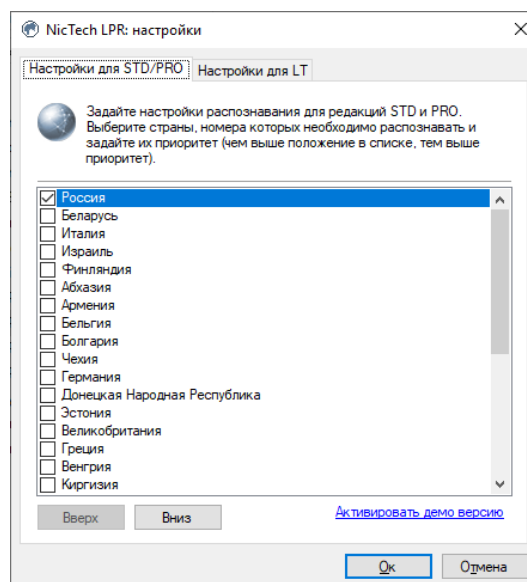 NicTech LPR: настройки
Настройки для STD/PRO
Настройки для LT
Задайте настройки распознавания для редакций STD и PRO.
Выберите страны, номера которых необходимо распознавать и
задайте их приоритет (чем выше положение в списке, тем выше
приоритет).
Россия
Беларусь
Италия
Израиль
Финляндия
Абхазия
Армения
Бельгия
Болгария
Чехия
Германия
Донецкая Народная Республика
Эстония
Великобритания
Греция
Венгрия
Киргизия
Вверх
Вниз
Активировать демо версию
Ок
Отмена